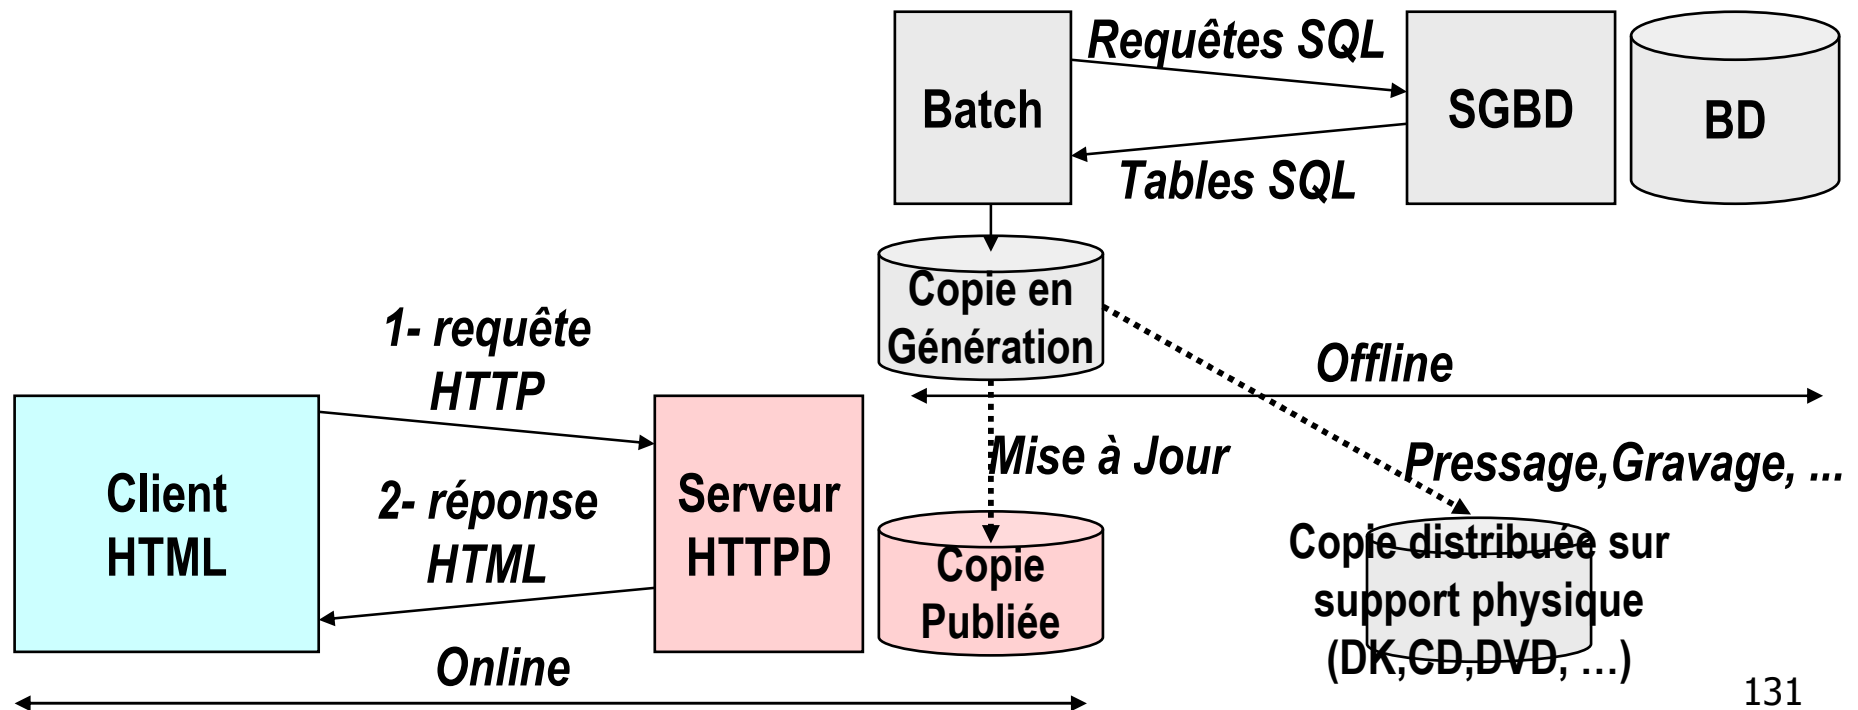 Requêtes SQL
Batch
SGBD
BD
Tables SQL
Copie en
Génération
1- requête
HTTP
Offline
Client
HTML
2- réponse
HTML
Serveur
HTTPD
Mise à Jour
Pressage,Gravage, ...
Copie
Publiée
Copie distribuée sur
support physique
(DK,CD,DVD, …)
Online
131